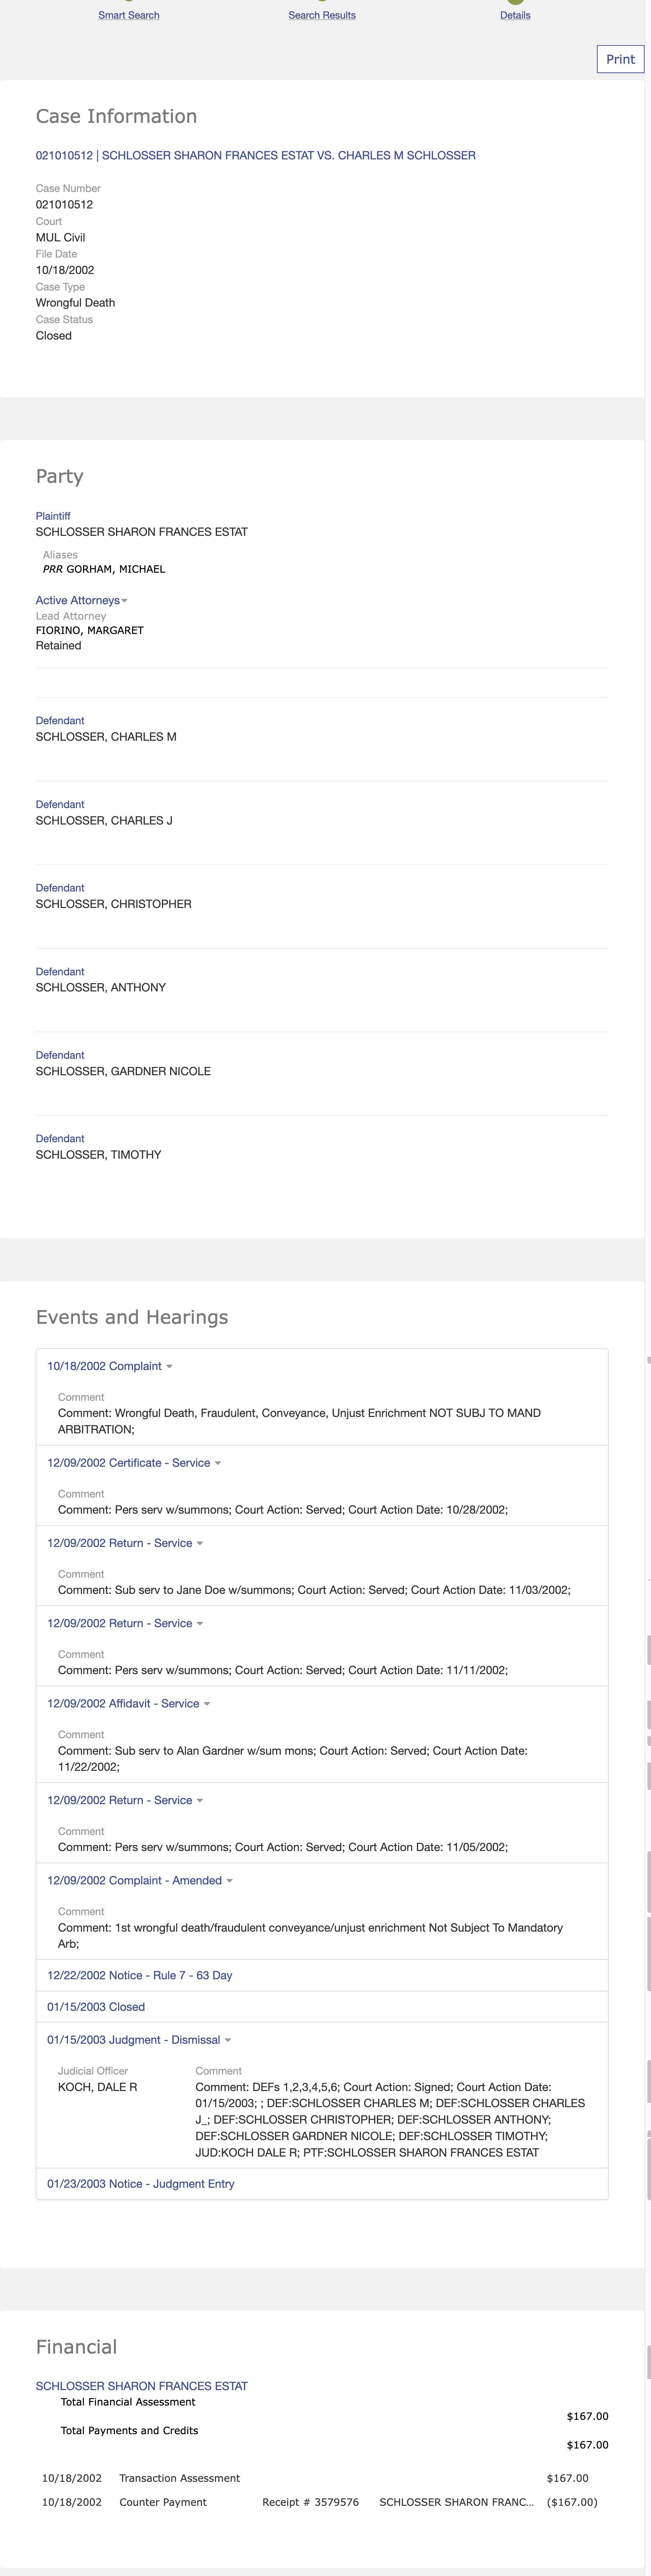 Smart Search Search Results Details
Print
Case Information
021010512 | SCHLOSSER SHARON FRANCES ESTAT VS. CHARLES M SCHLOSSER
Case Number
021010512
Court
MUL Civil
File Date
10/18/2002
Case Type
Wrongful Death
Case Status
Closed
Party
Plaintiff
SCHLOSSER SHARON FRANCES ESTAT
Aliases
PRR GORHAM, MICHAEL
Active Attorneys
Lead Attorney
FIORINO, MARGARET
Retained
Defendant
SCHLOSSER, CHARLES M
Defendant
SCHLOSSER, CHARLES J
Defendant
SCHLOSSER, CHRISTOPHER
Defendant
SCHLOSSER, ANTHONY
Defendant
SCHLOSSER, GARDNER NICOLE
Defendant
SCHLOSSER, TIMOTHY
Events and Hearings
10/18/2002 Complaint
Comment
Comment: Wrongful Death, Fraudulent, Conveyance, Unjust Enrichment NOT SUBJ TO MAND
ARBITRATION;
12/09/2002 Certificate - Service
Comment
Comment: Pers serv w/summons; Court Action: Served; Court Action Date: 10/28/2002;
12/09/2002 Return - Service
Comment
Comment: Sub serv to Jane Doe w/summons; Court Action: Served; Court Action Date: 11/03/2002;
12/09/2002 Return - Service
Comment
Comment: Pers serv w/summons; Court Action: Served; Court Action Date: 11/11/2002;
12/09/2002 Affidavit - Service
Comment
Comment: Sub serv to Alan Gardner w/sum mons; Court Action: Served; Court Action Date:
11/22/2002;
12/09/2002 Return - Service
Comment
Comment: Pers serv w/summons; Court Action: Served; Court Action Date: 11/05/2002;
12/09/2002 Complaint - Amended
Comment
Comment: 1st wrongful death/fraudulent conveyance/unjust enrichment Not Subject To Mandatory
Arb;
12/22/2002 Notice - Rule 7 - 63 Day
01/15/2003 Closed
01/15/2003 Judgment - Dismissal
Judicial Officer Comment
KOCH, DALE R Comment: DEFs 1,2,3,4,5,6; Court Action: Signed; Court Action Date:
01/15/2003; ; DEF:SCHLOSSER CHARLES M; DEF:SCHLOSSER CHARLES
J_; DEF:SCHLOSSER CHRISTOPHER; DEF:SCHLOSSER ANTHONY;
DEF:SCHLOSSER GARDNER NICOLE; DEF:SCHLOSSER TIMOTHY;
JUD:KOCH DALE R; PTF:SCHLOSSER SHARON FRANCES ESTAT
01/23/2003 Notice - Judgment Entry
Financial
SCHLOSSER SHARON FRANCES ESTAT
Total Financial Assessment
$167.00
Total Payments and Credits
$167.00
10/18/2002 Transaction Assessment $167.00
10/18/2002 Counter Payment Receipt # 3579576 SCHLOSSER SHARON FRANC... ($167.00)